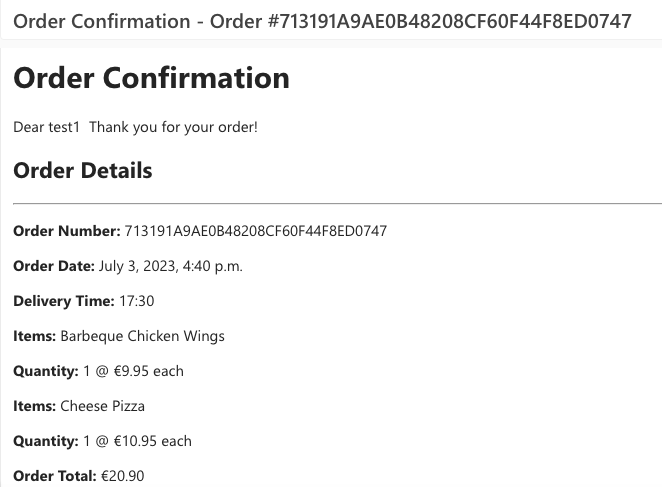 Order Confirmation - Order #713191A9AE0B48208CF60F44F8ED0747
Order Confirmation
Dear test1  Thank you for your order!
Order Details
Order Number: 713191A9AE0B48208CF60F44F8ED0747
Order Date: July 3, 2023, 4:40 p.m.
Delivery Time: 17:30
Items: Barbeque Chicken Wings
Quantity: 1 @ €9.95 each
Items: Cheese Pizza
Quantity: 1 @ €10.95 each
Order Total: €20.90